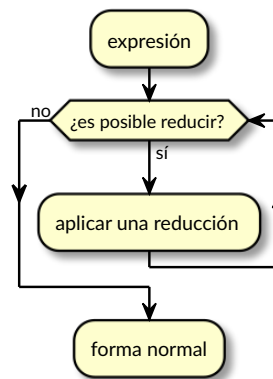 expresión
¿es posible reducir?
no
sí
aplicar una reducción
forma normal